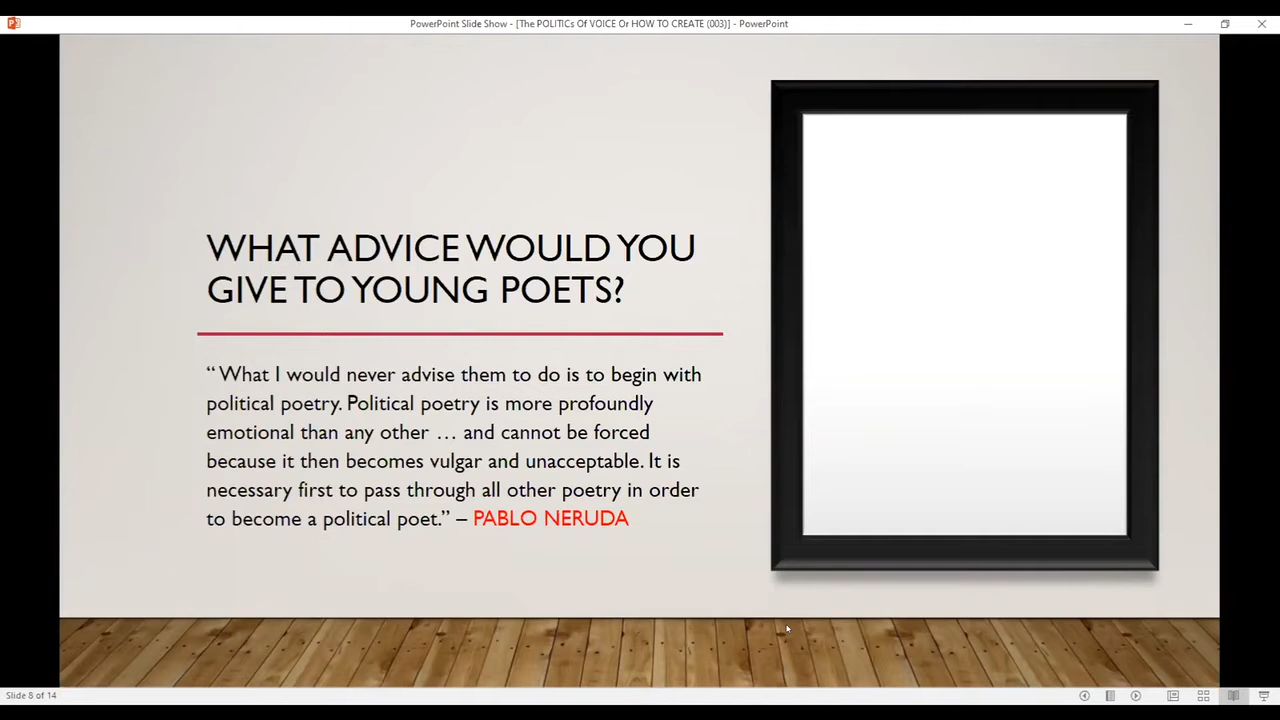 PowerPoint Slide Show - [The POLITICs Of VOICE Or HOW TO CREATE (003)] - PowerPoint
WHAT ADVICE WOULD YOU
GIVE TO YOUNG POETS?
“ What I would never advise them to do is to begin with
political poetry. Political poetry is more profoundly
emotional than any other … and cannot be forced
because it then becomes vulgar and unacceptable. It is
necessary first to pass through all other poetry in order
to become a political poet.” – PABLO NERUDA
Slide 8 of 14